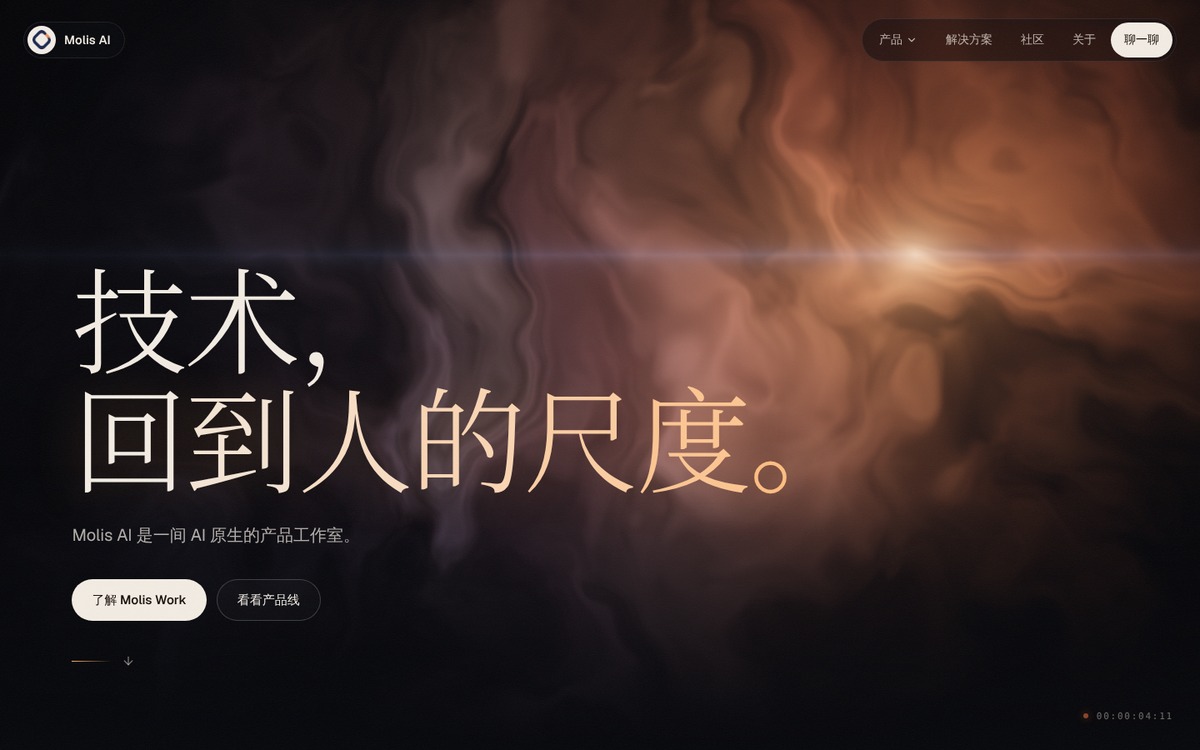 Molis AI
产品
解决方案
社区
关于
聊一聊
技术，
回到人的尺度。
Molis AI 是一间 AI 原生的产品工作室。
了解 Molis Work
看看产品线
00:00:04:11